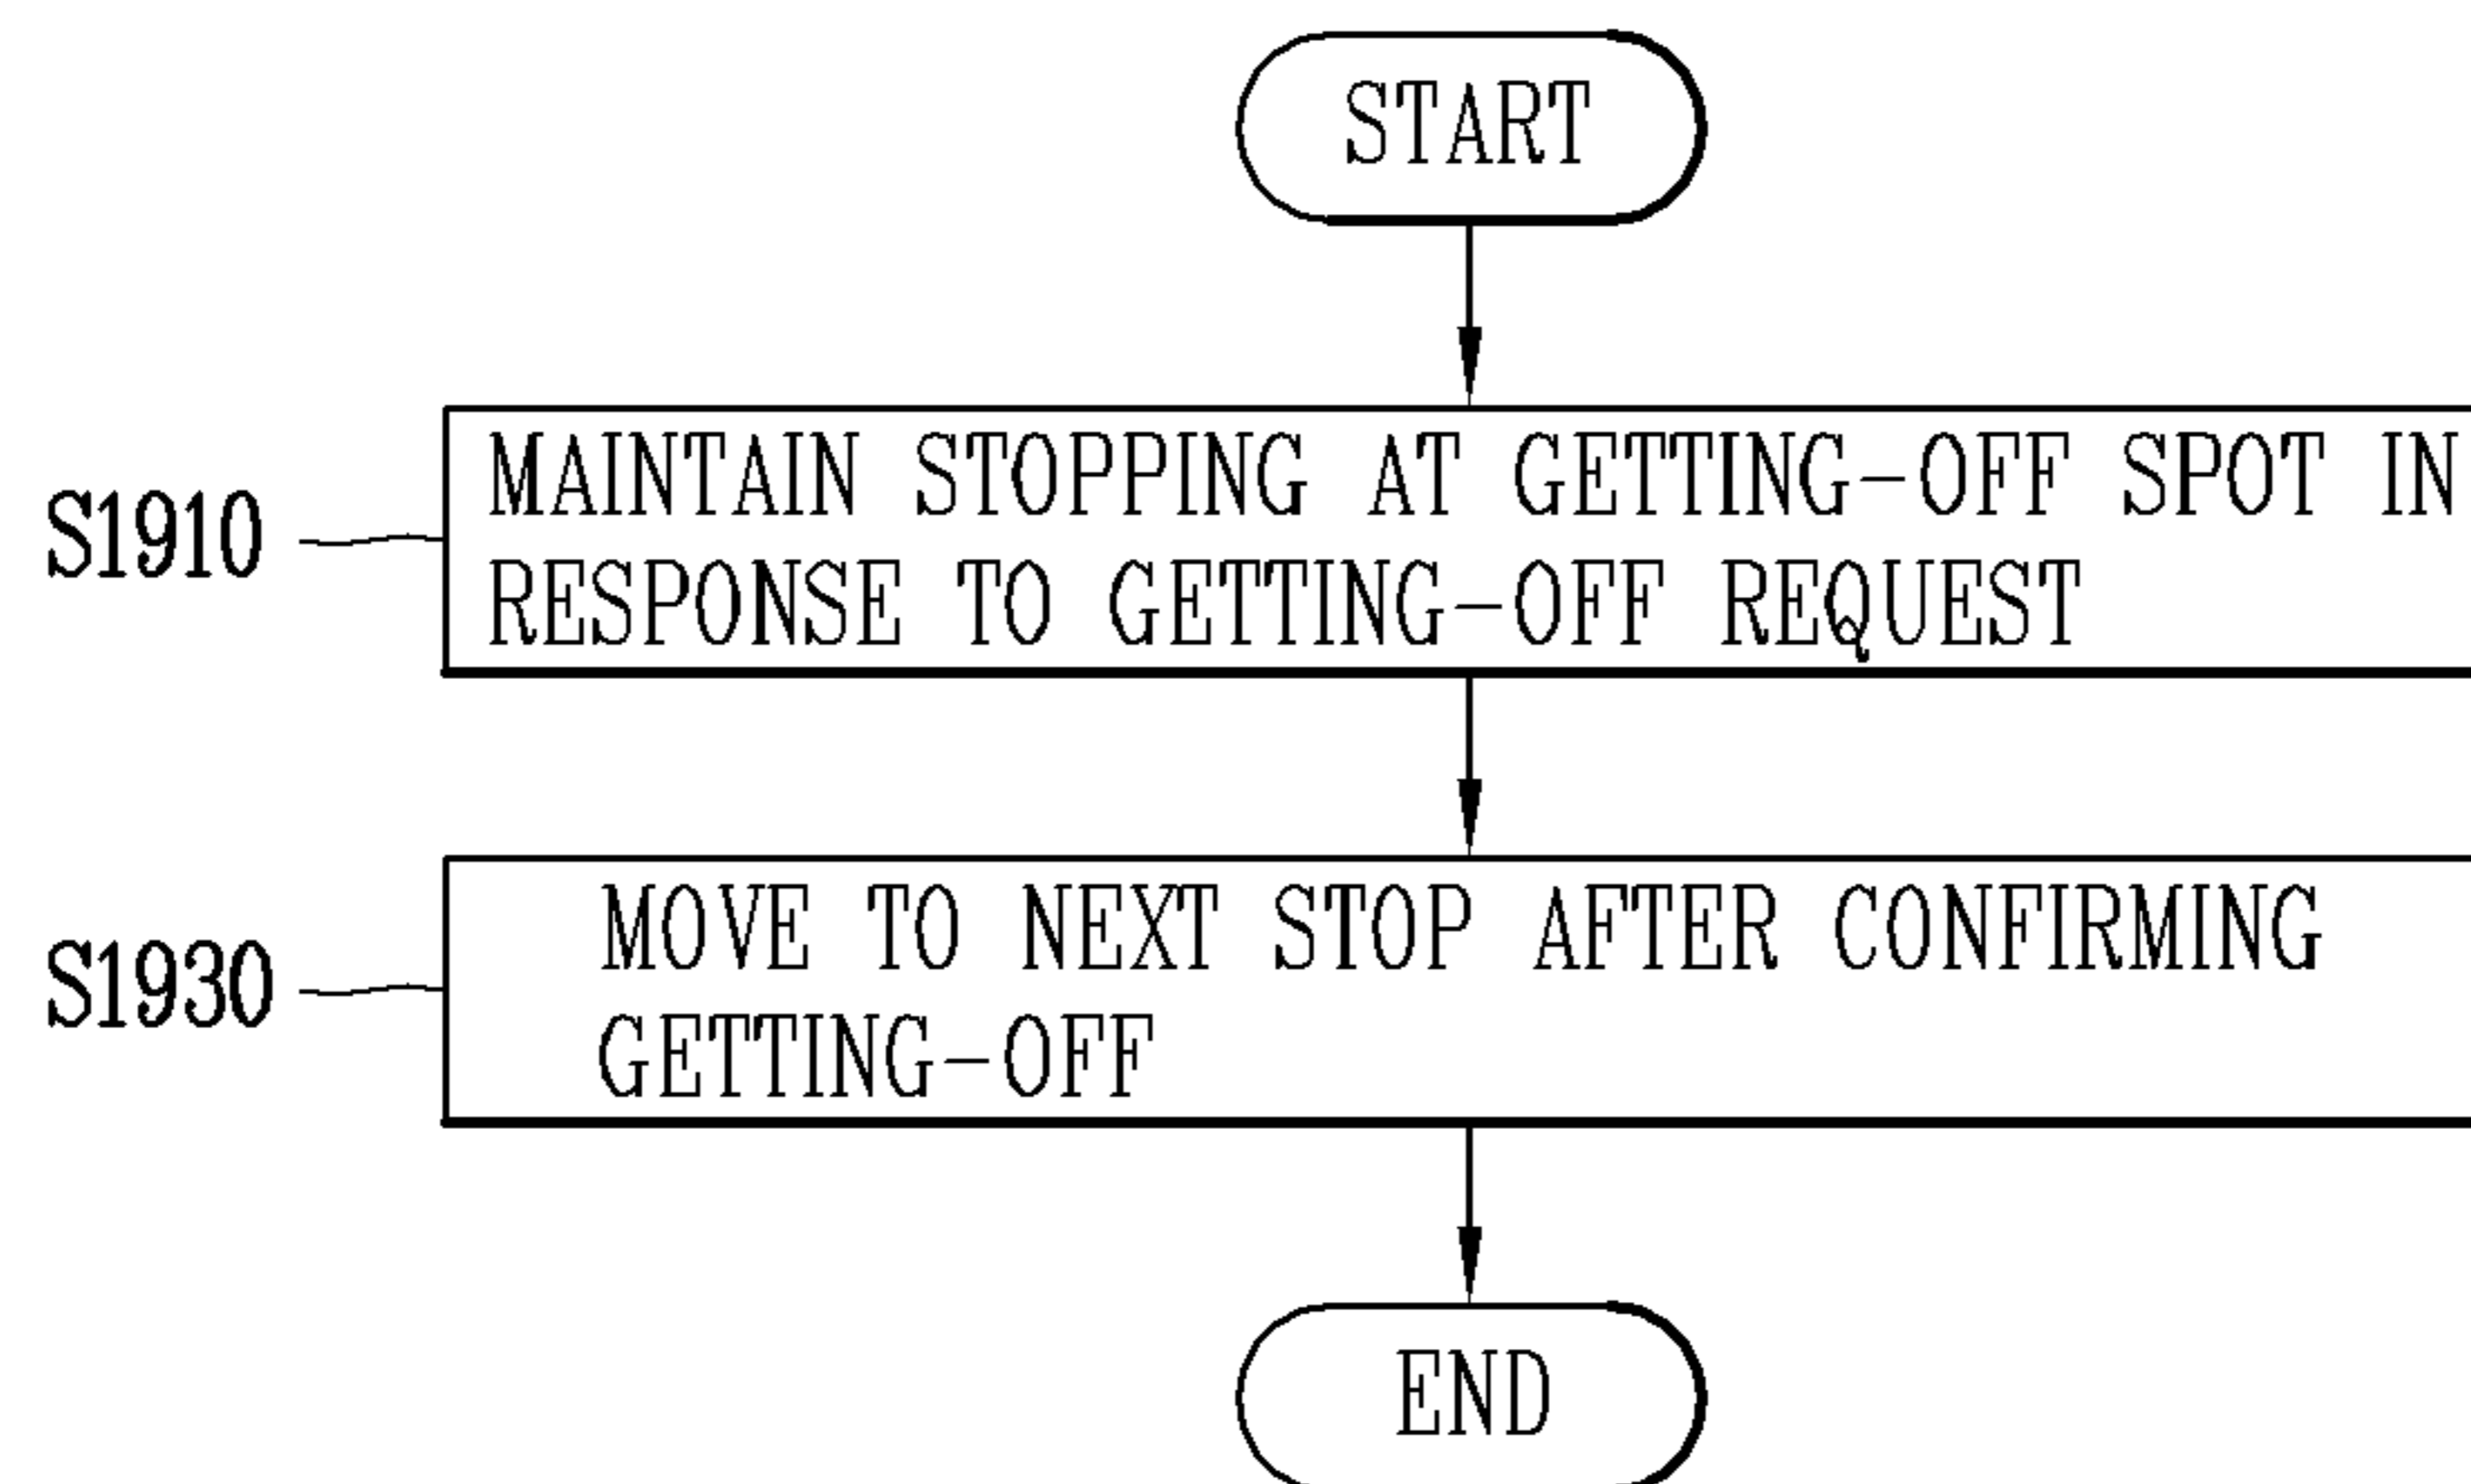 START
S1910
MAINTAIN STOPPING AT GETTING-OFF SPOT IN
RESPONSE TO GETTING-OFF REQUEST
S1930
MOVE TO NEXT STOP AFTER CONFIRMING
GETTING-OFF
END